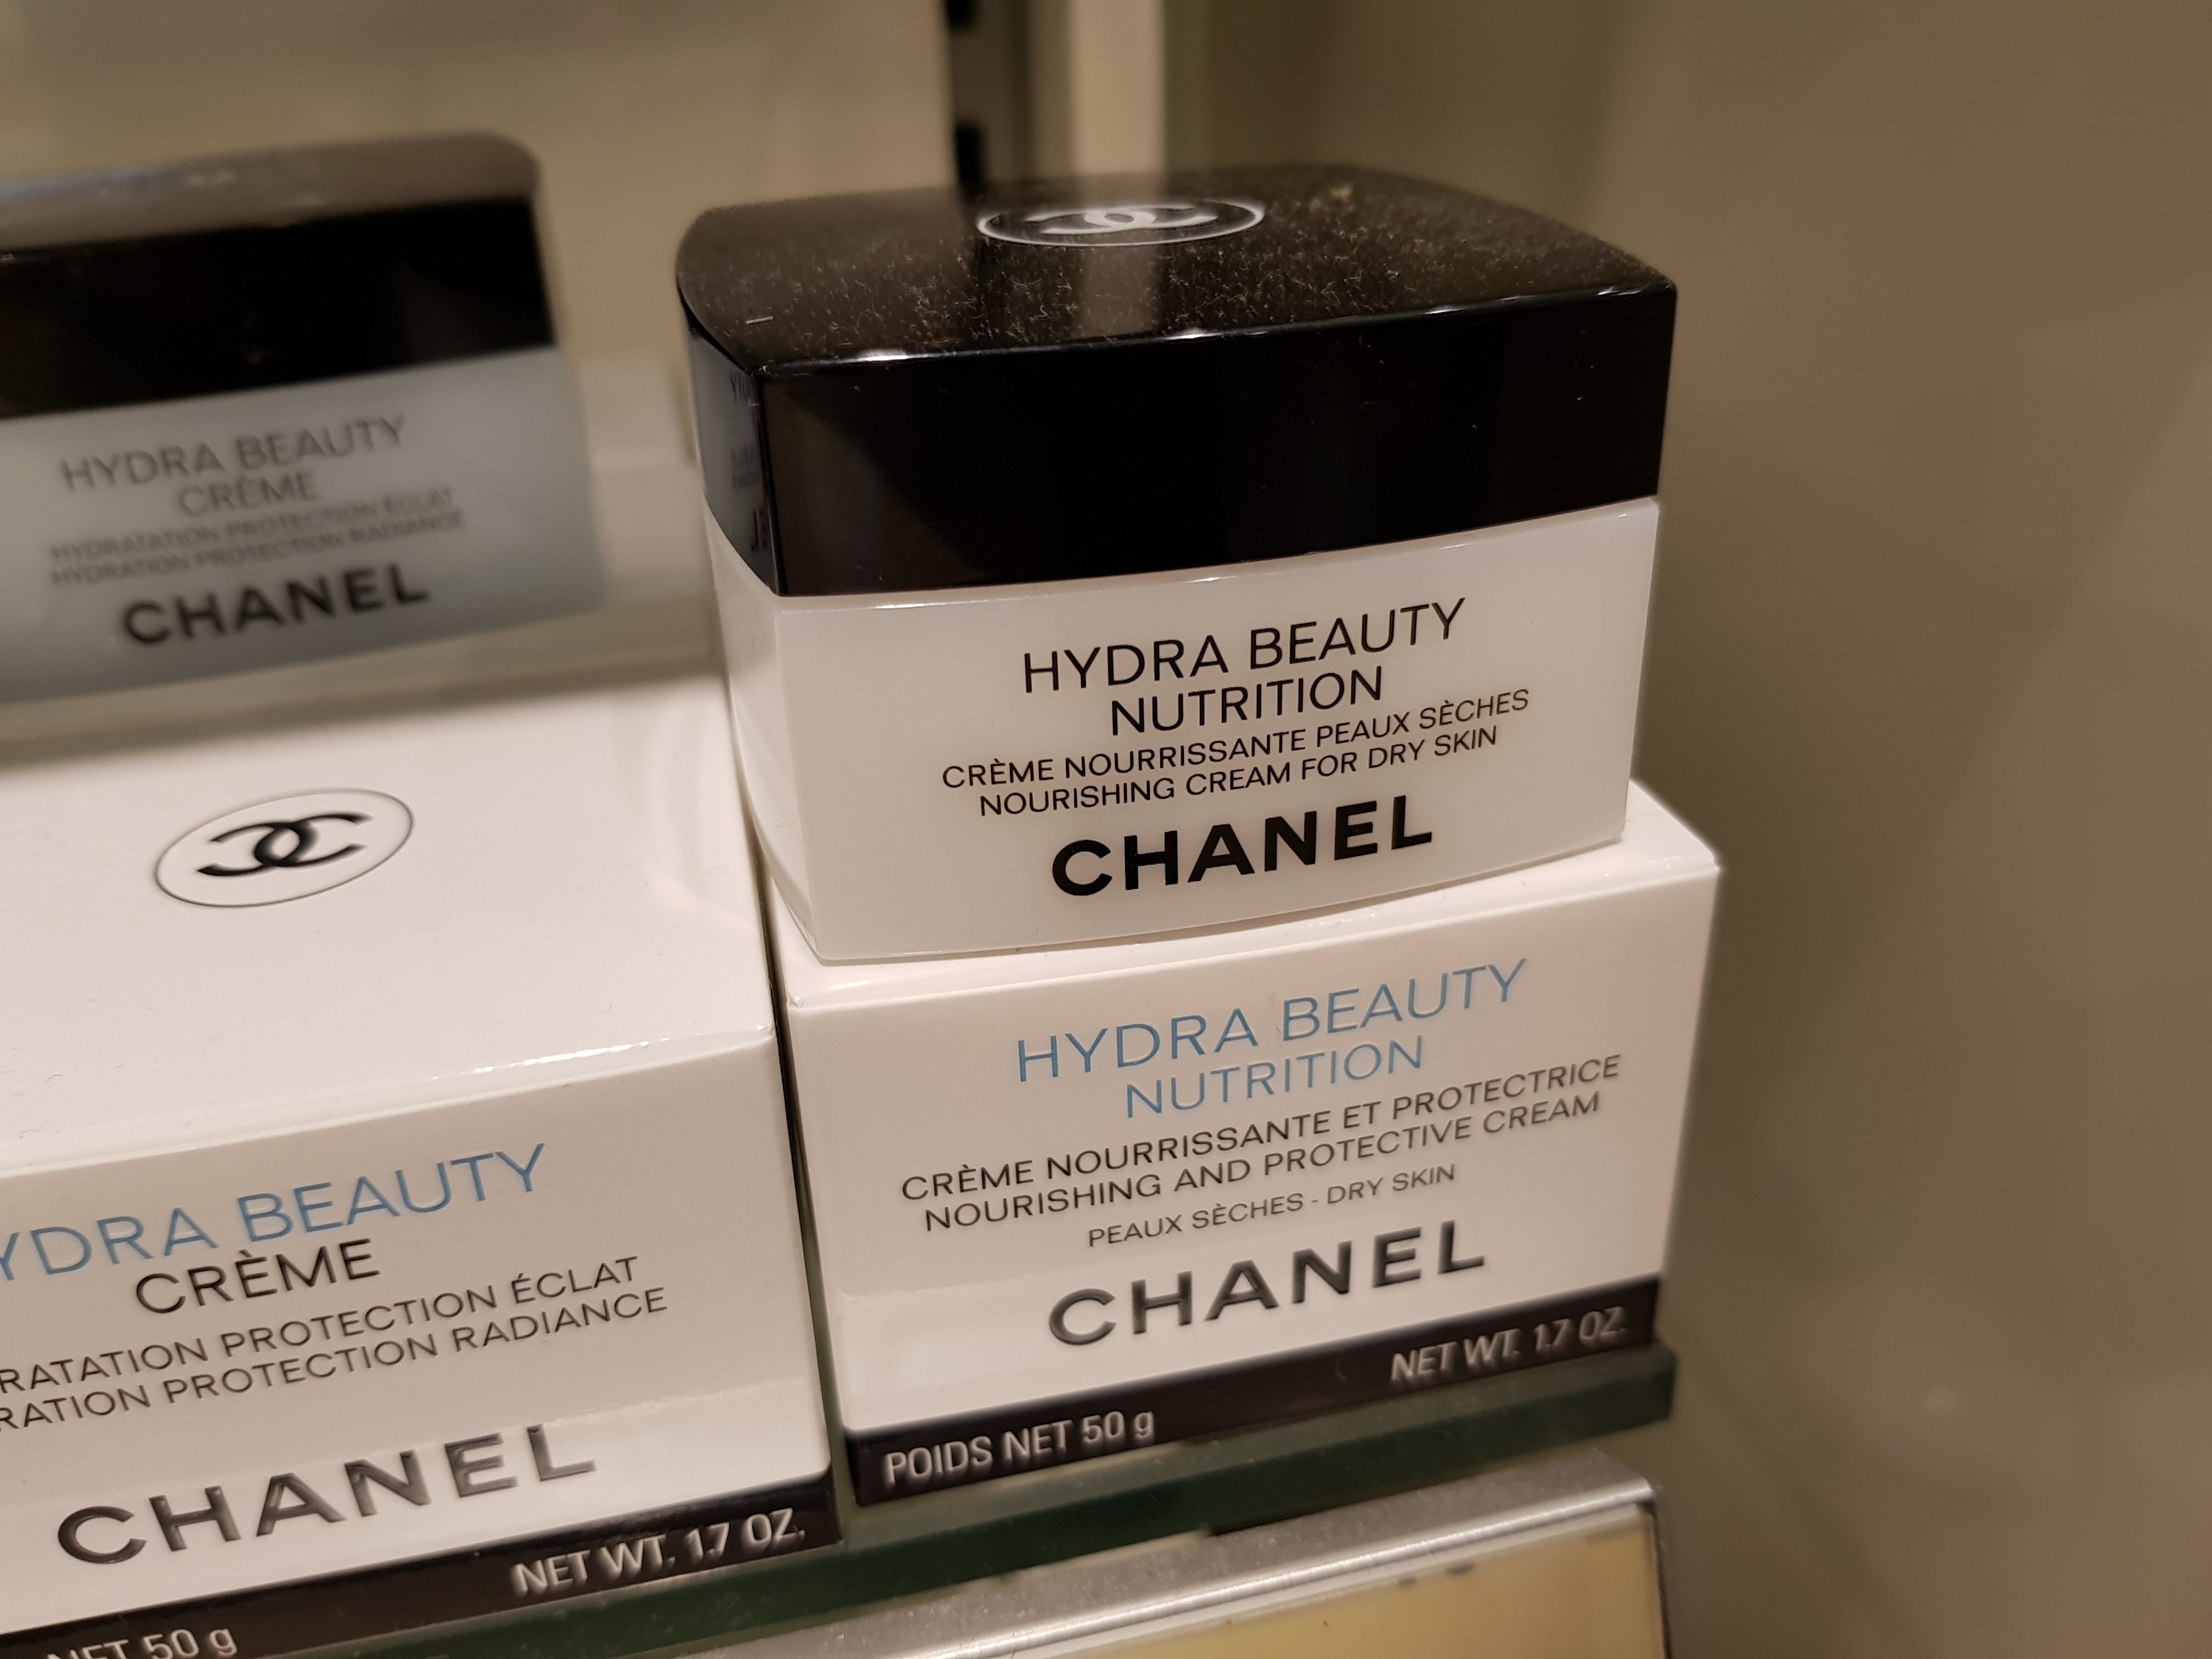 HYDRA BEAUTY
CRÈME
HYDRATATION PROTECTION ÉCLAT
HYDRATION PROTECTION RADIANCE
CHANEL
HYDRA BEAUTY
NUTRITION
CRÈME NOURRISSANTE PEAUX SÈCHES
NOURISHING CREAM FOR DRY SKIN
CHANEL
YDRA BEAUTY
CRÈME
RATATION PROTECTION ÉCLAT
RATION PROTECTION RADIANCE
CHANEL
NET WT. 1.7 OZ.
NET 50 g
HYDRA BEAUTY
NUTRITION
CRÈME NOURRISSANTE ET PROTECTRICE
NOURISHING AND PROTECTIVE CREAM
PEAUX SÈCHES - DRY SKIN
CHANEL
POIDS NET 50 g
NET WT. 1.7 OZ.